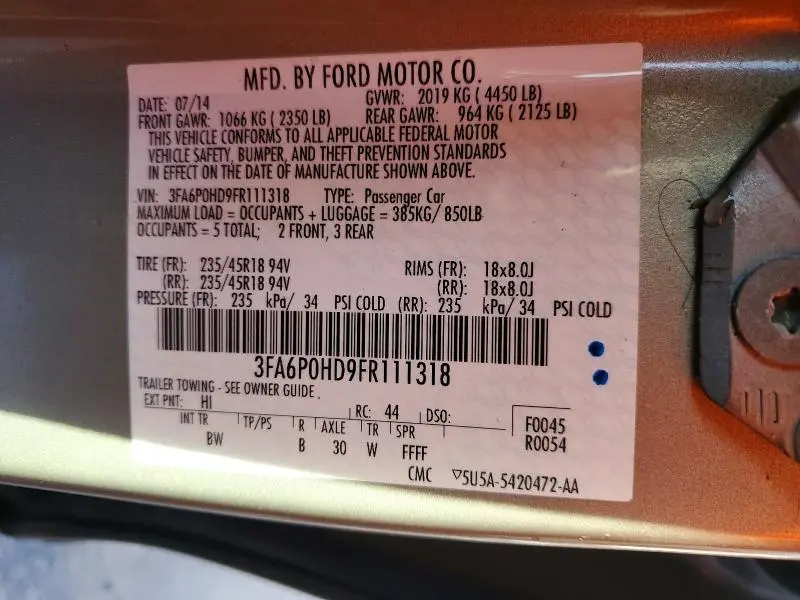 MFD. BY FORD MOTOR CO.
DATE: 07/14 GVWR: 2019 KG ( 4450 LB)
FRONT GAWR: 1066 KG ( 2350 LB) REAR GAWR: 964 KG ( 2125 LB)
THIS VEHICLE CONFORMS TO ALL APPLICABLE FEDERAL MOTOR
VEHICLE SAFETY, BUMPER, AND THEFT PREVENTION STANDARDS
IN EFFECT ON THE DATE OF MANUFACTURE SHOWN ABOVE.
VIN: 3FA6P0HD9FR111318 TYPE: Passenger Car
MAXIMUM LOAD = OCCUPANTS + LUGGAGE = 385KG/ 850LB
OCCUPANTS = 5 TOTAL; 2 FRONT, 3 REAR
TIRE (FR): 235/45R18 94V RIMS (FR): 18x8.0J
(RR): 235/45R18 94V (RR): 18x8.0J
PRESSURE (FR): 235 kPa/ 34 PSI COLD (RR): 235 kPa/ 34 PSI COLD
3FA6P0HD9FR111318
TRAILER TOWING - SEE OWNER GUIDE .
EXT PNT: HI RC: 44 DSO: F0045
INT TR TP/PS R AXLE TR SPR R0054
BW B 30 W FFFF
CMC ▽5U5A-5420472-AA